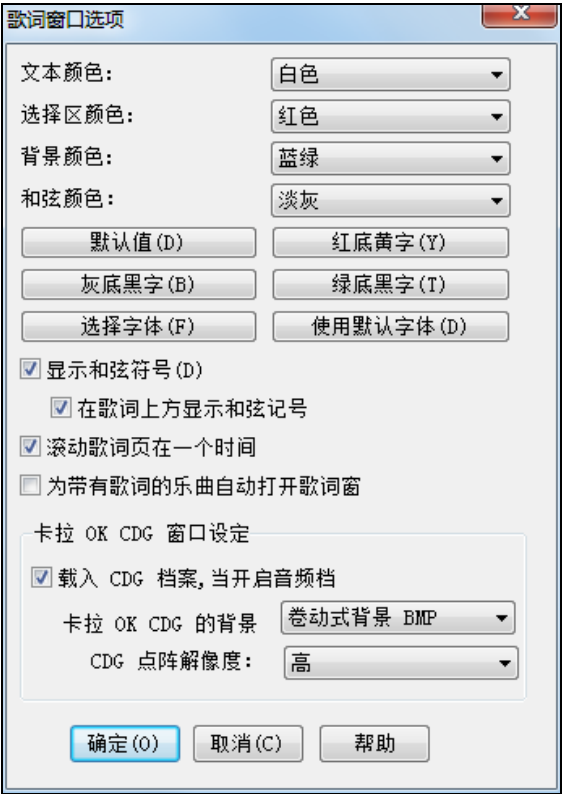 歌词窗口选项
文本颜色: 白色
选择区颜色: 红色
背景颜色: 蓝绿
和弦颜色: 淡灰
默认值(D) 红底黄字(Y)
灰底黑字(B) 绿底黑字(T)
选择字体(F) 使用默认字体(D)
显示和弦符号(D)
在歌词上方显示和弦记号
滚动歌词页在一个时间
为带有歌词的乐曲自动打开歌词窗
卡拉 OK CDG 窗口设定
载入 CDG 档案,当开启音频档
卡拉 OK CDG 的背景 卷动式背景 BMP
CDG 点阵解像度: 高
确定(O) 取消(C) 帮助